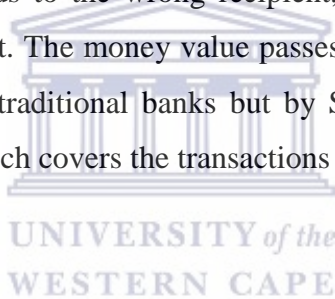 to the wrong recipient,
t. The money value passes
traditional banks but by S
ch covers the transactions
UNIVERSITY of the
WESTERN CAPE